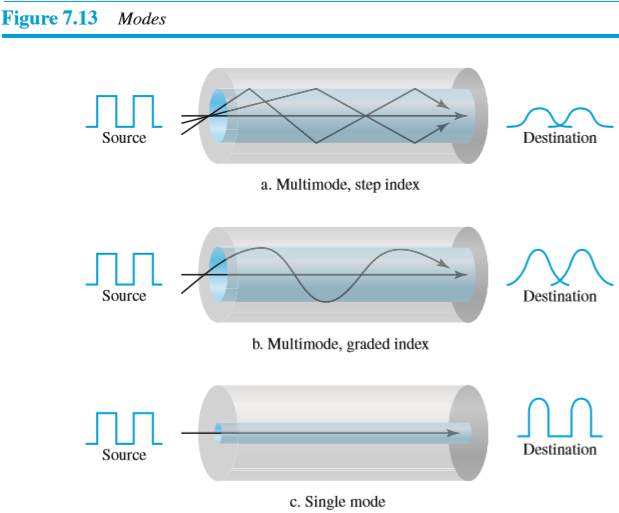 Figure 7.13 Modes
Source
Destination
a. Multimode, step index
Source
Destination
b. Multimode, graded index
Source
Destination
c. Single mode